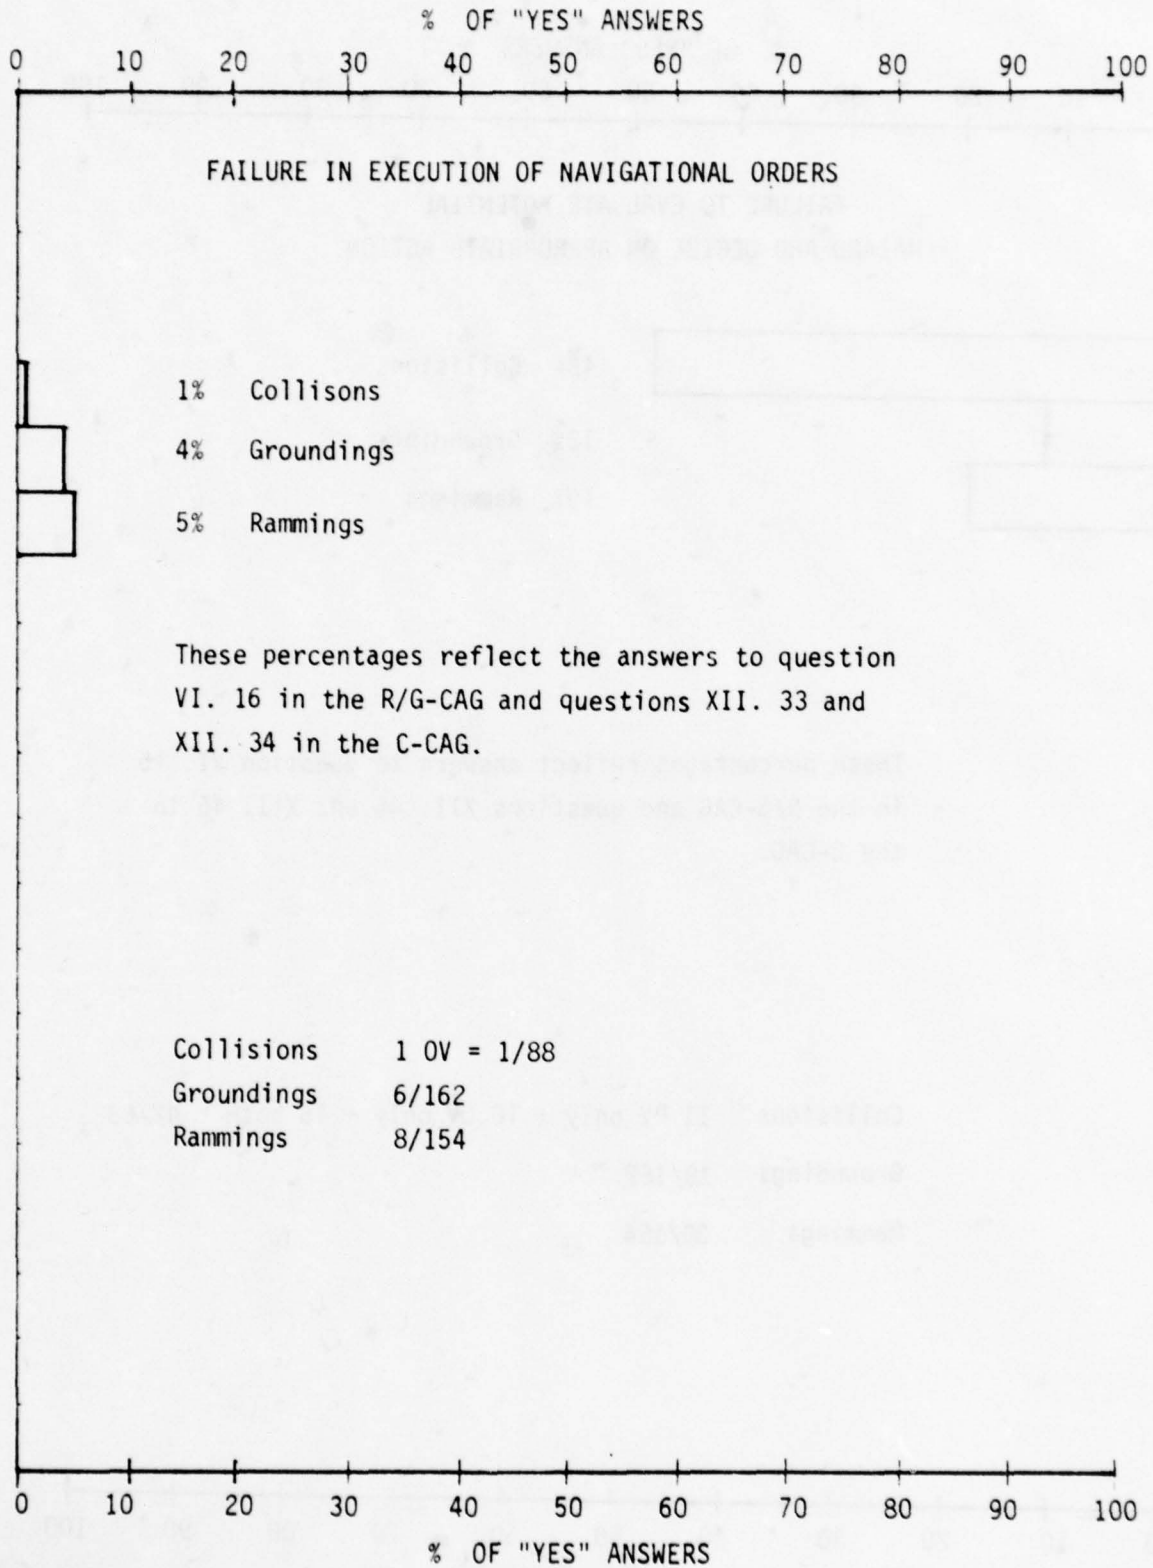 % OF "YES" ANSWERS
0 10 20 30 40 50 60 70 80 90 100
FAILURE IN EXECUTION OF NAVIGATIONAL ORDERS
1% Collisons
4% Groundings
5% Rammings
These percentages reflect the answers to question
VI. 16 in the R/G-CAG and questions XII. 33 and
XII. 34 in the C-CAG.
Collisions 1 OV = 1/88
Groundings 6/162
Rammings 8/154
0 10 20 30 40 50 60 70 80 90 100
% OF "YES" ANSWERS